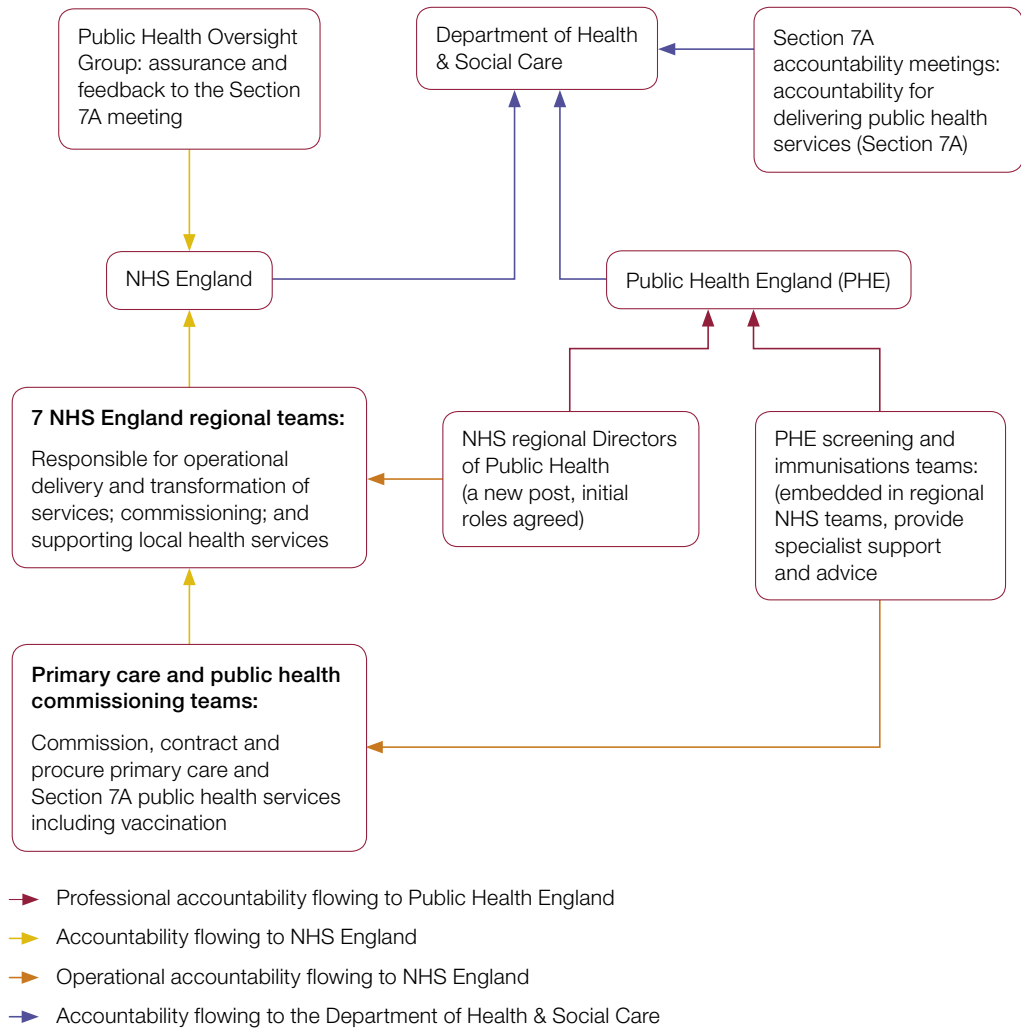 Public Health Oversight
Group: assurance and
feedback to the Section
7A meeting
Department of Health
& Social Care
Section 7A
accountability meetings:
accountability for
delivering public health
services (Section 7A)
NHS England
Public Health England (PHE)
7 NHS England regional teams:
Responsible for operational
delivery and transformation of
services; commissioning; and
supporting local health services
NHS regional Directors
of Public Health
(a new post, initial
roles agreed)
PHE screening and
immunisations teams:
(embedded in regional
NHS teams, provide
specialist support
and advice
Primary care and public health
commissioning teams:
Commission, contract and
procure primary care and
Section 7A public health services
including vaccination
Professional accountability flowing to Public Health England
Accountability flowing to NHS England
Operational accountability flowing to NHS England
Accountability flowing to the Department of Health & Social Care